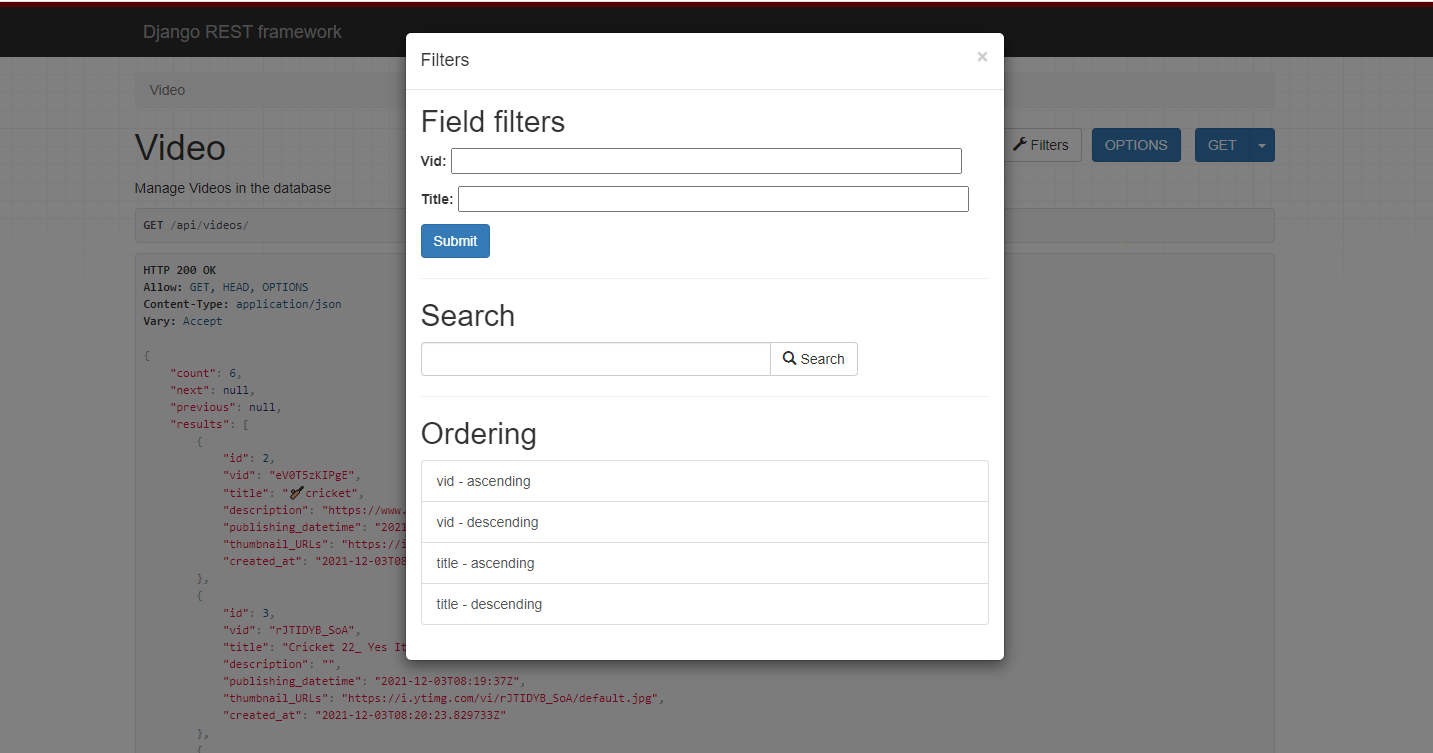 Django REST framework
Filters
×
Video
Field filters
Vid:
Title:
Submit
Video
Filters
OPTIONS
GET
Manage Videos in the database
GET /api/videos/
Search
Search
Ordering
vid - ascending
vid - descending
title - ascending
title - descending
HTTP 200 OK
Allow: GET, HEAD, OPTIONS
Content-Type: application/json
Vary: Accept
{
"count": 6,
"next": null,
"previous": null,
"results": [
{
"id": 2,
"vid": "eV0T5zKIPgE",
"title": "🏏cricket",
"description": "https://www.
"publishing_datetime": "2021
"thumbnail_URLs": "https://i
"created_at": "2021-12-03T08
},
{
"id": 3,
"vid": "rJTIDYB_SoA",
"title": "Cricket 22_ Yes It
"description": "",
"publishing_datetime": "2021-12-03T08:19:37Z",
"thumbnail_URLs": "https://i.ytimg.com/vi/rJTIDYB_SoA/default.jpg",
"created_at": "2021-12-03T08:20:23.829733Z"
},
{